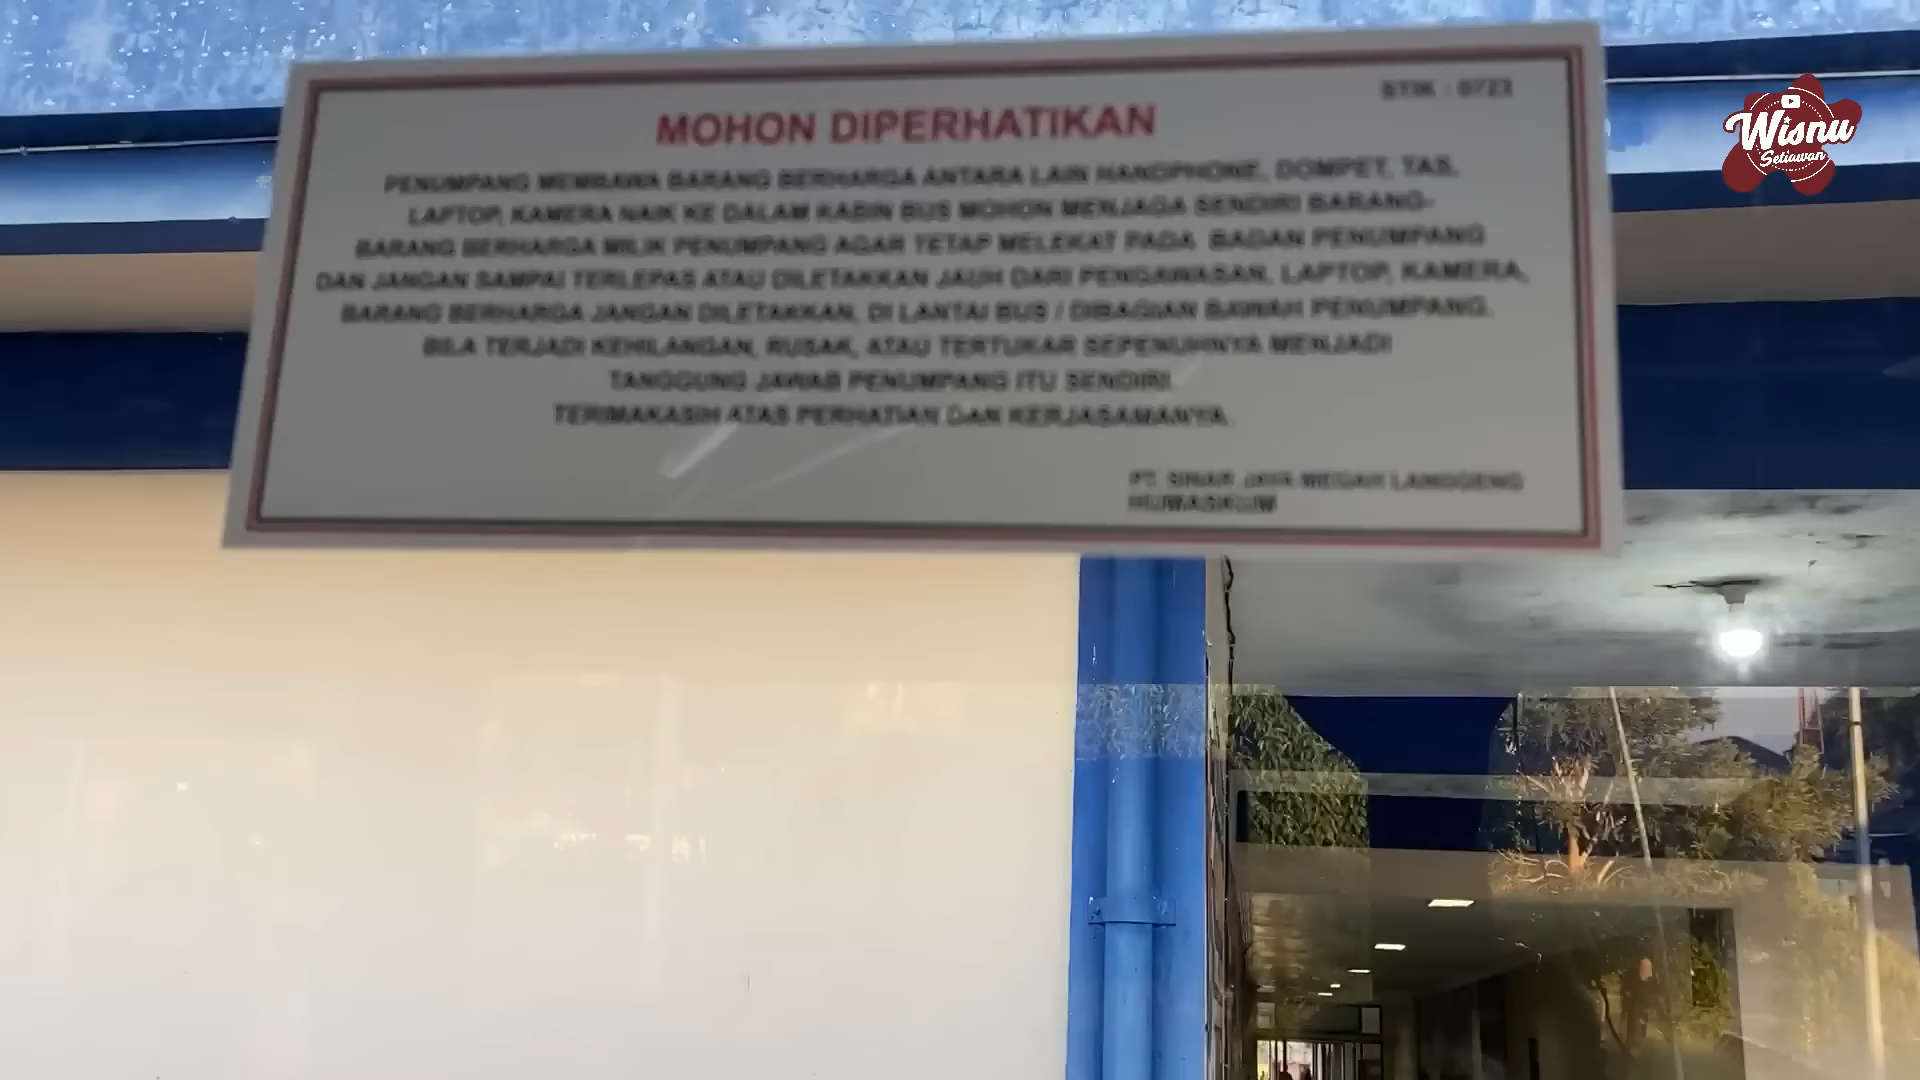 STIK : 0723
MOHON DIPERHATIKAN
PENUMPANG MEMBAWA BARANG BERHARGA ANTARA LAIN HANDPHONE, DOMPET, TAS,
LAPTOP, KAMERA NAIK KE DALAM KABIN BUS MOHON MENJAGA SENDIRI BARANG-
BARANG BERHARGA MILIK PENUMPANG AGAR TETAP MELEKAT PADA BADAN PENUMPANG
DAN JANGAN SAMPAI TERLEPAS ATAU DILETAKKAN JAUH DARI PENGAWASAN, LAPTOP, KAMERA,
BARANG BERHARGA JANGAN DILETAKKAN, DI LANTAI BUS / DIBAGIAN BAWAH PENUMPANG.
BILA TERJADI KEHILANGAN, RUSAK, ATAU TERTUKAR SEPENUHNYA MENJADI
TANGGUNG JAWAB PENUMPANG ITU SENDIRI.
TERIMAKASIH ATAS PERHATIAN DAN KERJASAMANYA.
PT. SINAR JAYA MEGAH LANGGENG
HUMASKUM
Wisnu
Setiawan